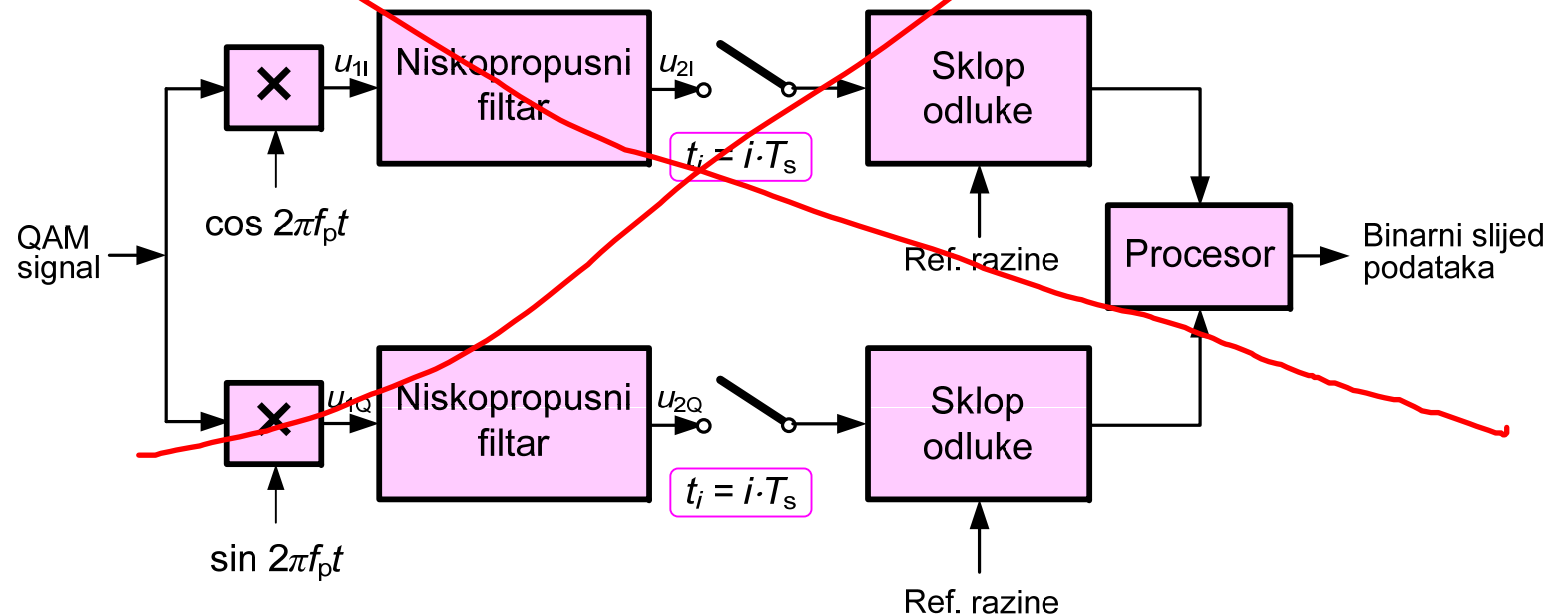 ×
u1I
Niskopropusni
filtar
u2I
Sklop
odluke
ti = i·Ts
cos 2πfpt
Ref. razine
QAM
signal
Procesor
Binarni slijed
podataka
×
u1Q
Niskopropusni
filtar
u2Q
Sklop
odluke
ti = i·Ts
sin 2πfpt
Ref. razine